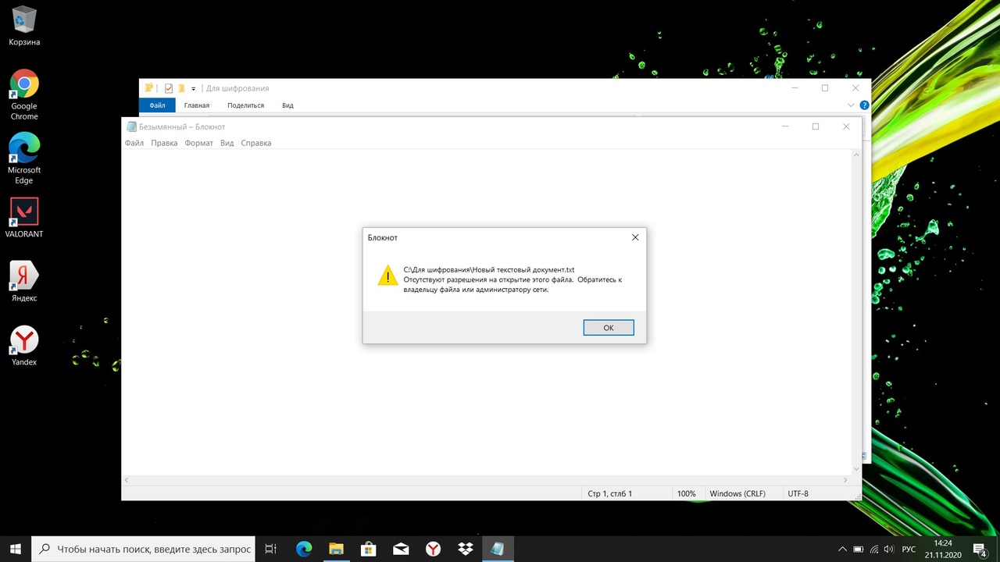 Корзина
Google
Chrome
Microsoft
Edge
VALORANT
Яндекс
Yandex
Для шифрования
Файл Главная Поделиться Вид
Безымянный – Блокнот
Файл Правка Формат Вид Справка
Блокнот
C:\Для шифрования\Новый текстовый документ.txt
Отсутствуют разрешения на открытие этого файла. Обратитесь к
владельцу файла или администратору сети.
ОК
Стр 1, стлб 1 100% Windows (CRLF) UTF-8
Чтобы начать поиск, введите здесь запрос
РУС
14:24
21.11.2020
4